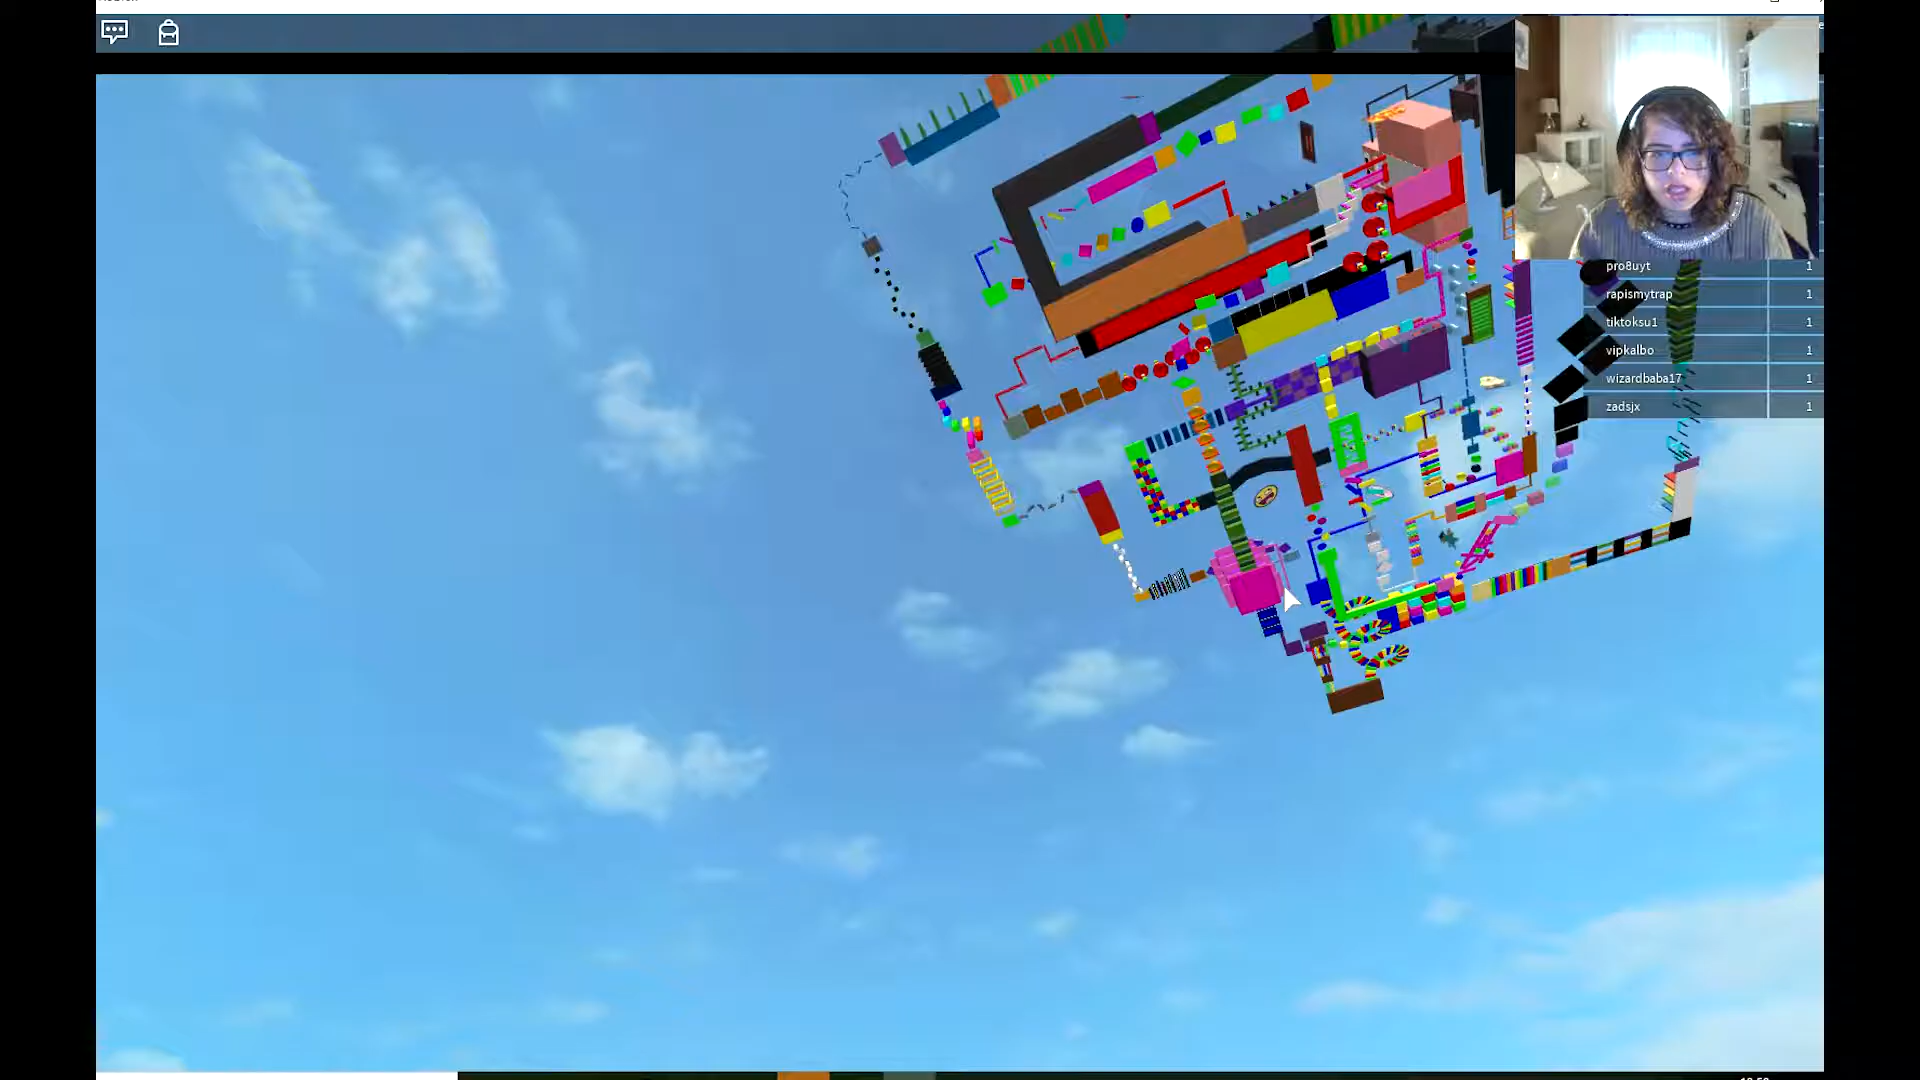 pro8uyt 1
rapismytrap 1
tiktoksu1 1
vipkalbo 1
wizardbaba17 1
zadsjx 1